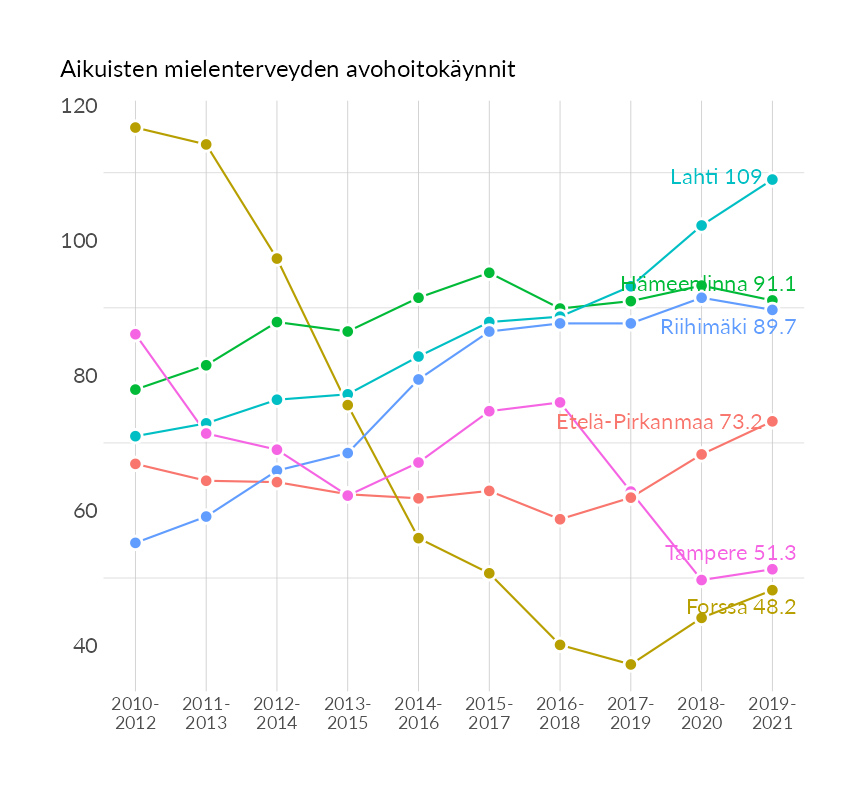 Aikuisten mielenterveyden avohoitokäynnit
120
100
80
60
40
Lahti 109
Hämeenlinna 91.1
Riihimäki 89.7
Etelä-Pirkanmaa 73.2
Tampere 51.3
Forssa 48.2
2010- 2011- 2012- 2013- 2014- 2015- 2016- 2017- 2018- 2019-
2012 2013 2014 2015 2016 2017 2018 2019 2020 2021